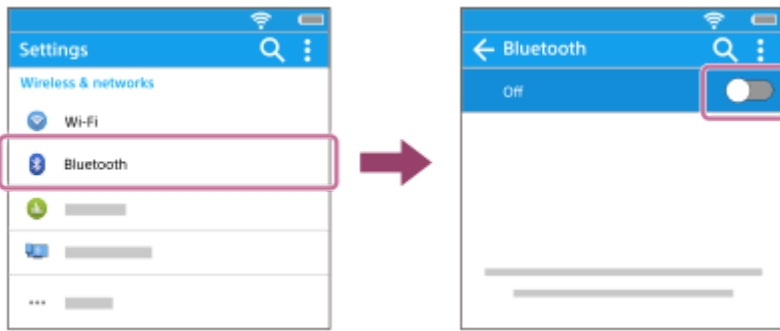 Settings
Wireless & networks
Wi-Fi
Bluetooth
Bluetooth
Off